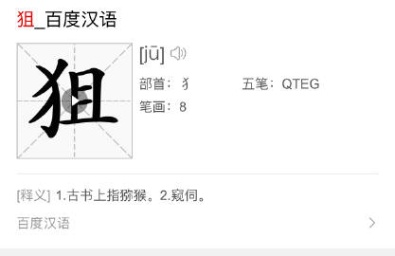 狙_百度汉语
狙
[jū]
部首：犭 五笔：QTEG
笔画：8
[释义] 1.古书上指猕猴。2.窥伺。
百度汉语